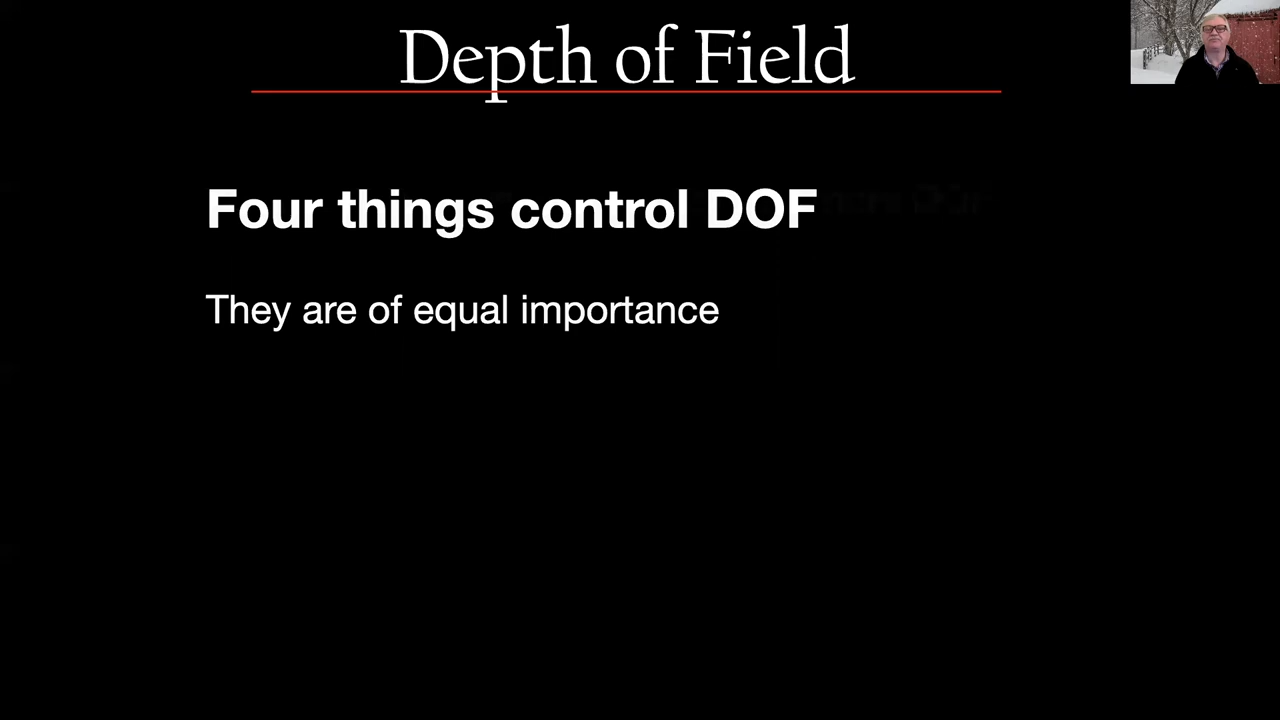 Depth of Field
Four things control DOF
They are of equal importance